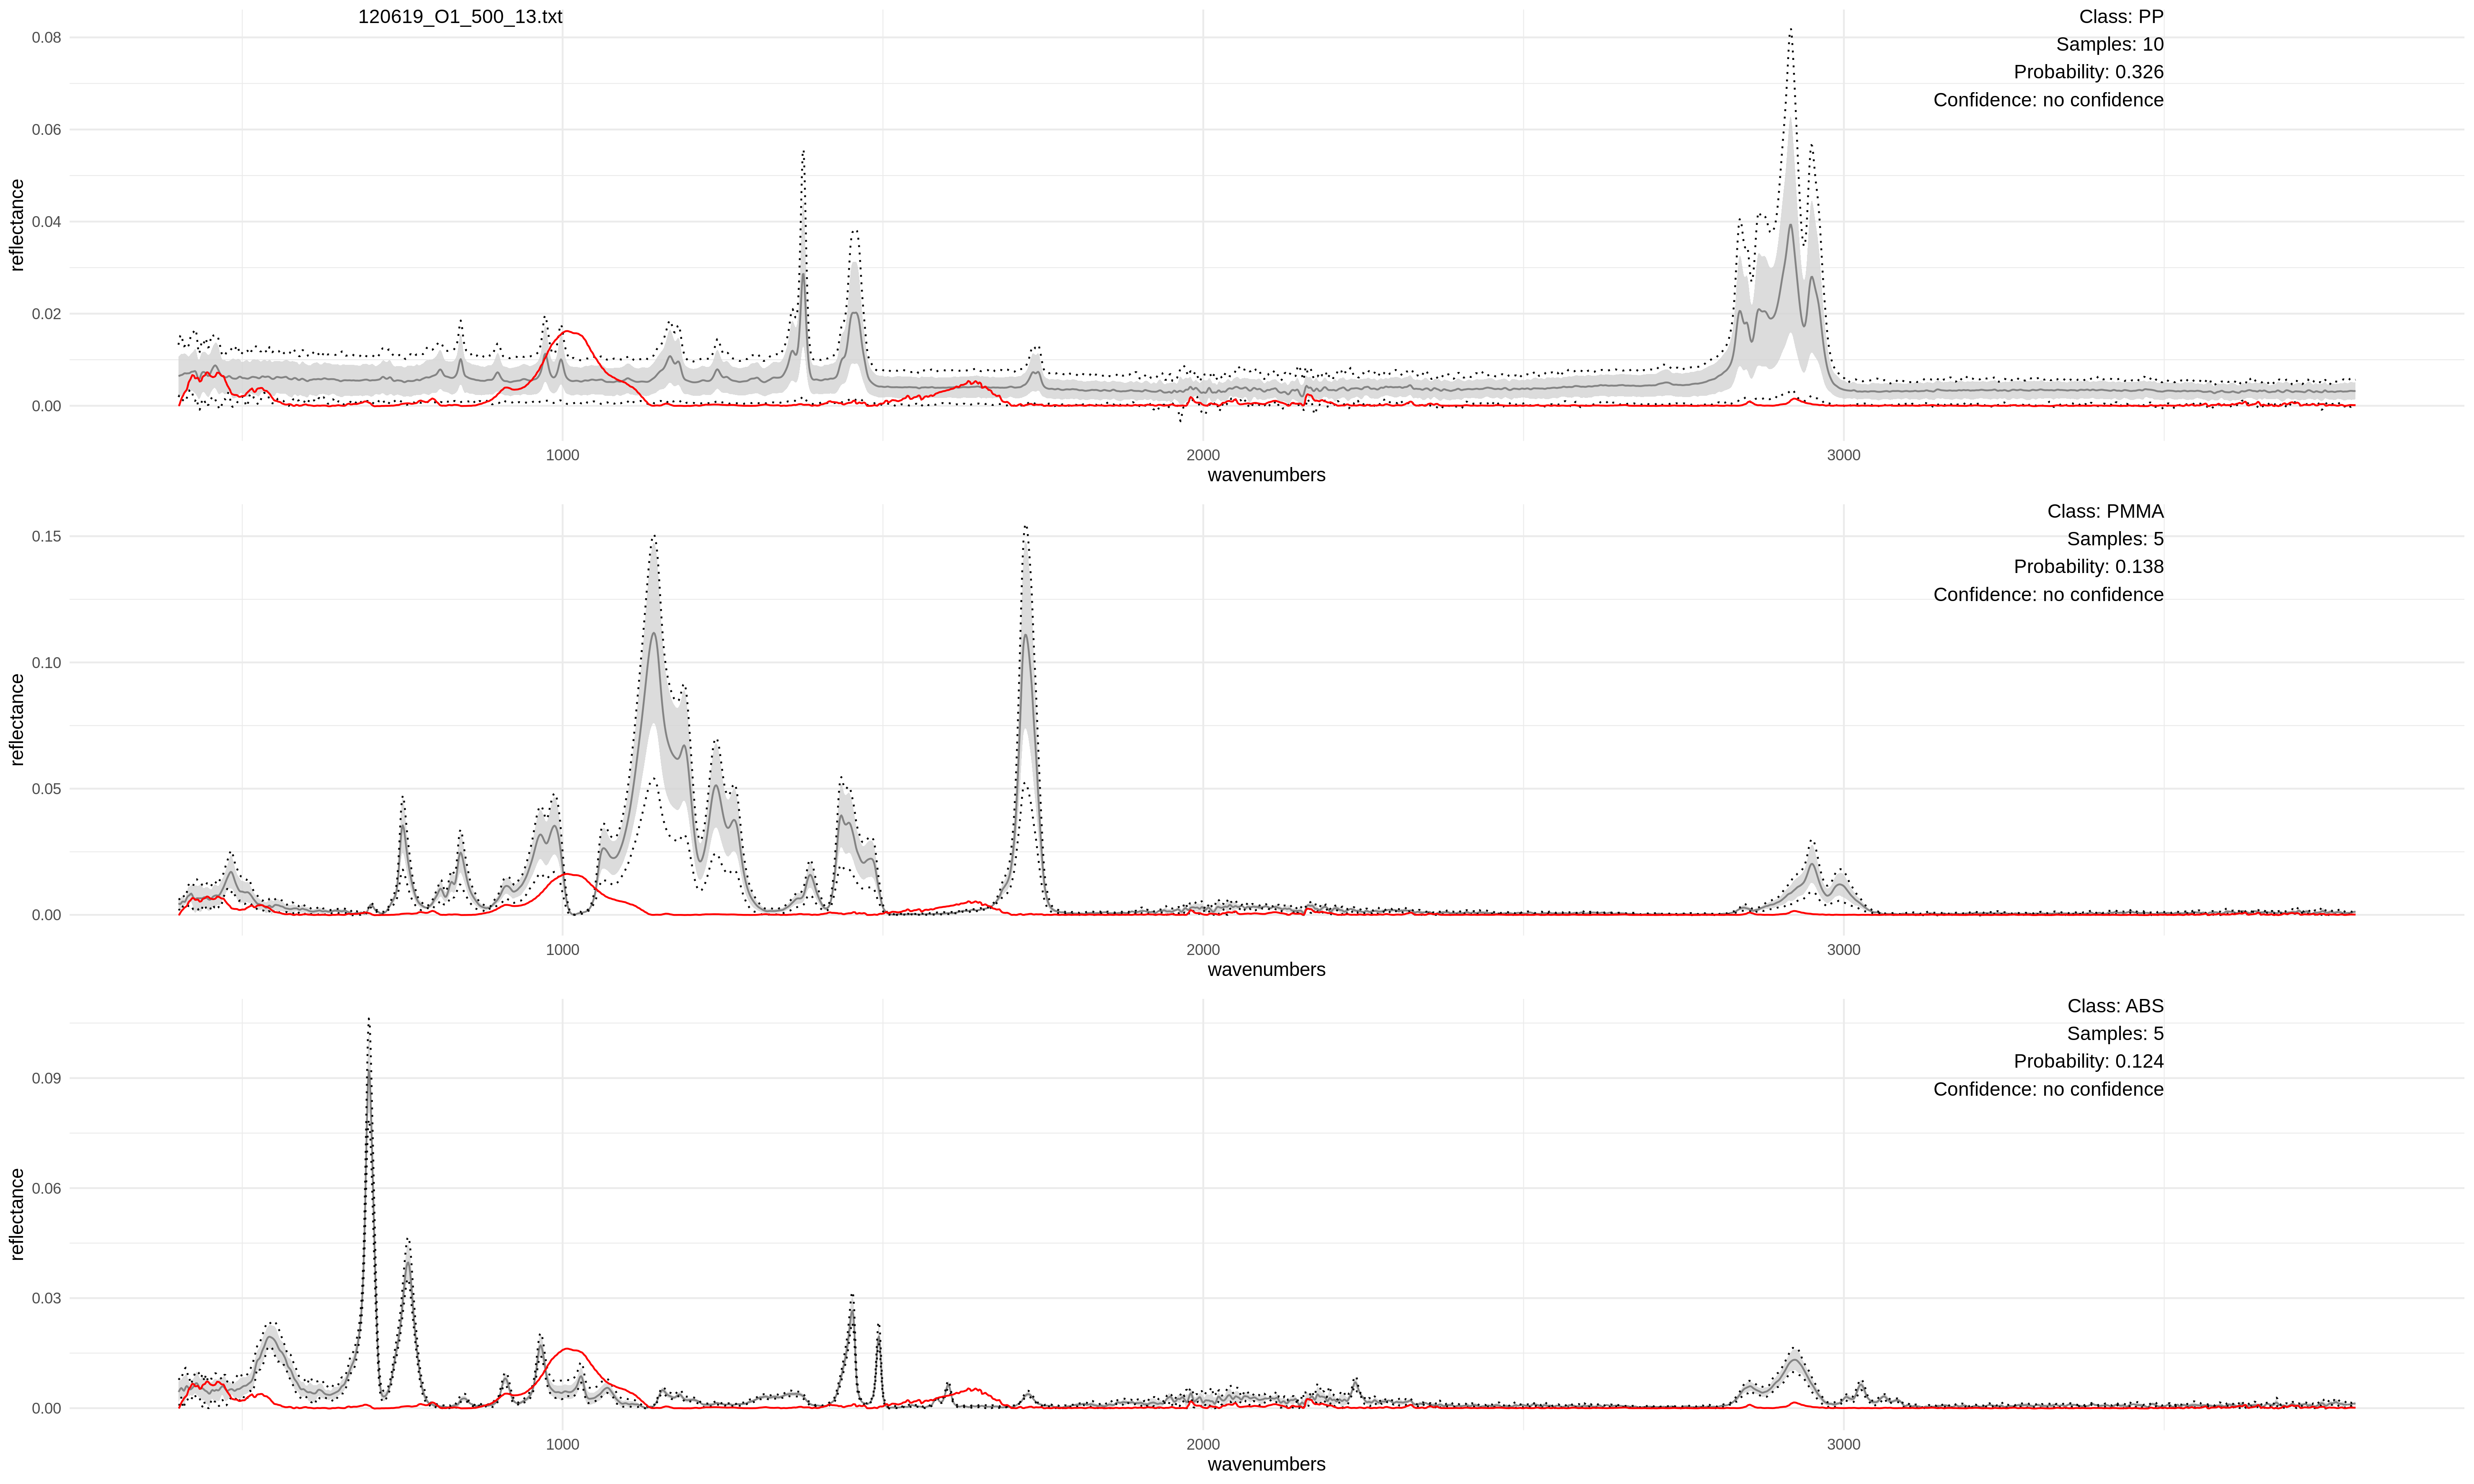 120619_O1_500_13.txt
Class: PP
Samples: 10
Probability: 0.326
Confidence: no confidence
0.08
0.06
0.04
0.02
0.00
reflectance
1000
2000
3000
wavenumbers
Class: PMMA
Samples: 5
Probability: 0.138
Confidence: no confidence
0.15
0.10
0.05
0.00
reflectance
1000
2000
3000
wavenumbers
Class: ABS
Samples: 5
Probability: 0.124
Confidence: no confidence
0.09
0.06
0.03
0.00
reflectance
1000
2000
3000
wavenumbers